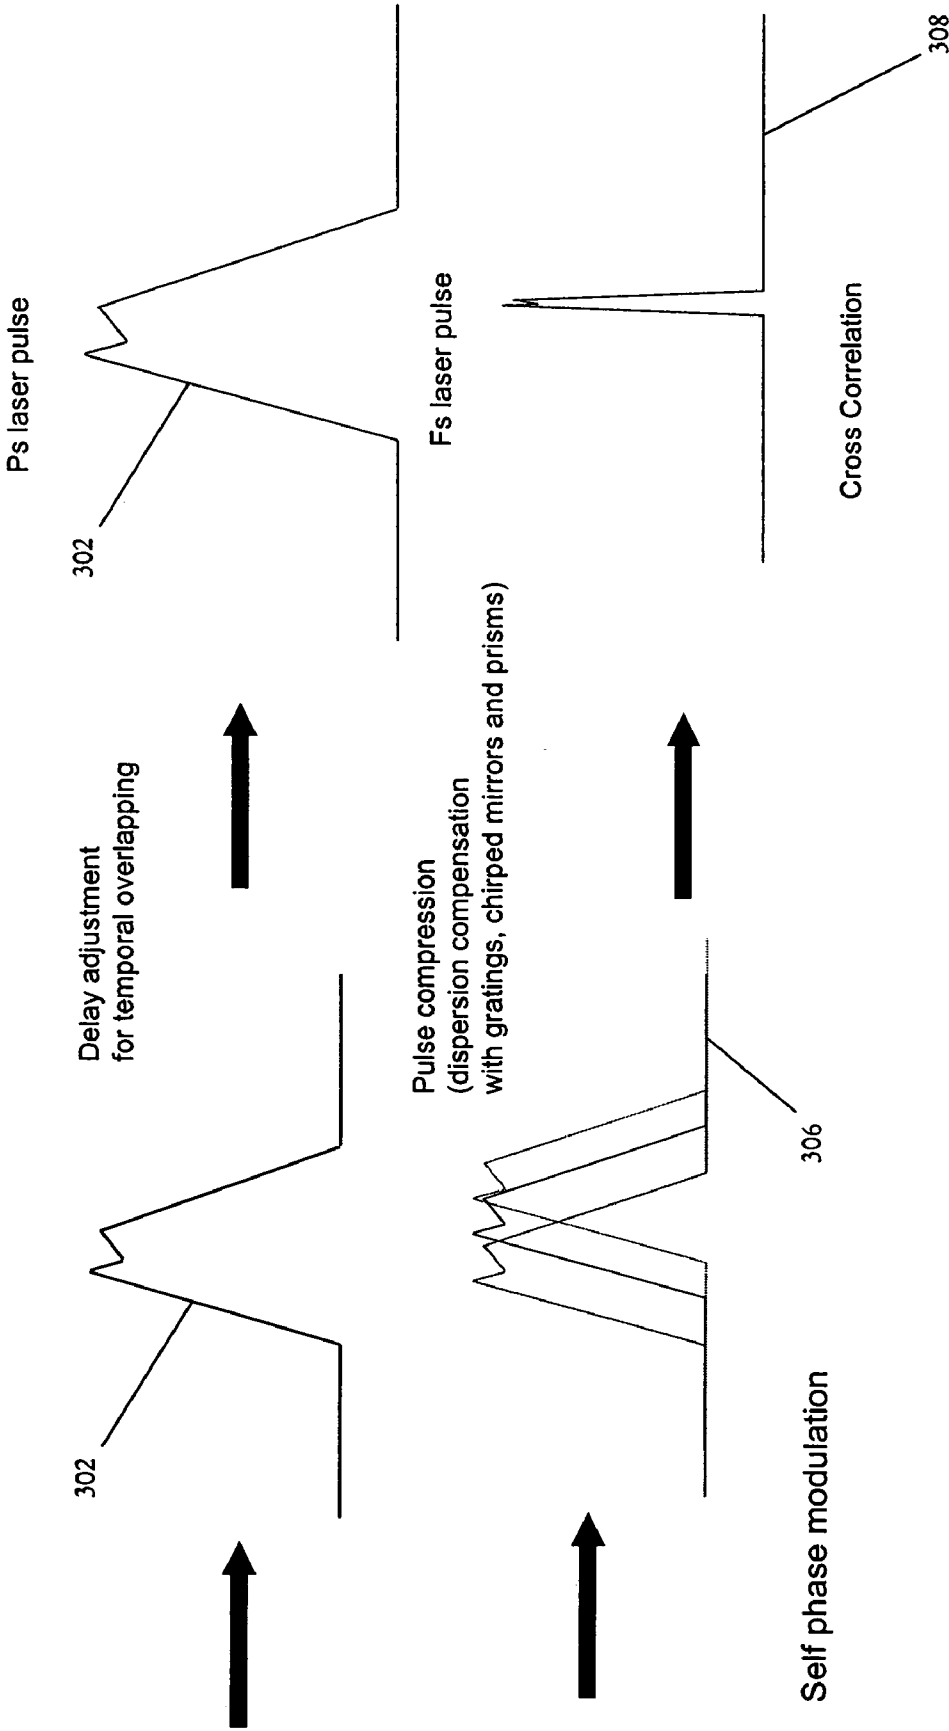 Ps laser pulse
302
Delay adjustment
for temporal overlapping
302
Fs laser pulse
Pulse compression
(dispersion compensation
with gratings, chirped mirrors and prisms)
306
308
Self phase modulation
Cross Correlation